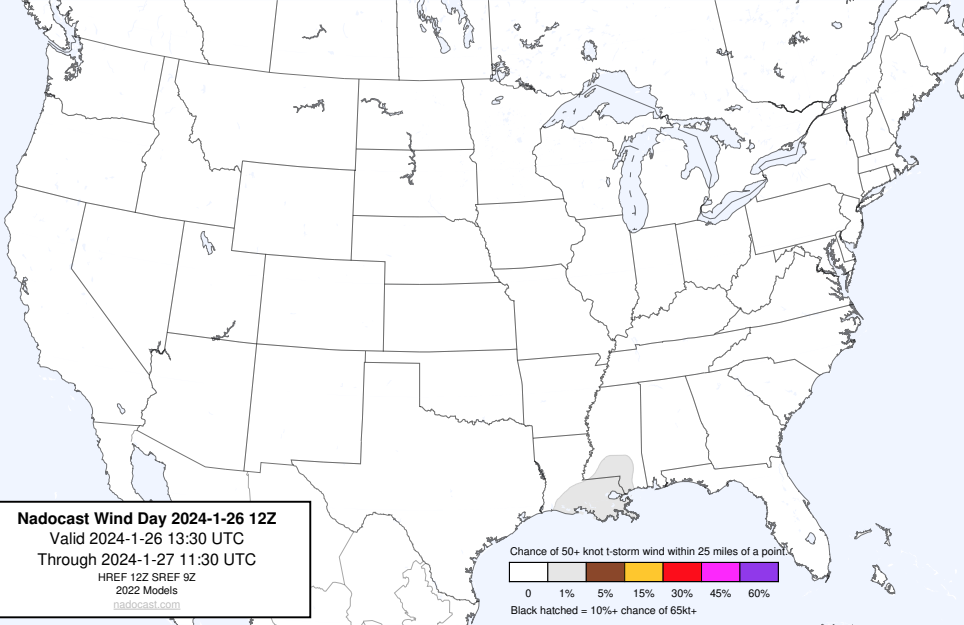 Nadocast Wind Day 2024-1-26 12Z
Valid 2024-1-26 13:30 UTC
Through 2024-1-27 11:30 UTC
HREF 12Z SREF 9Z
2022 Models
nadocast.com
Chance of 50+ knot t-storm wind within 25 miles of a point.
0 1% 5% 15% 30% 45% 60%
Black hatched = 10%+ chance of 65kt+